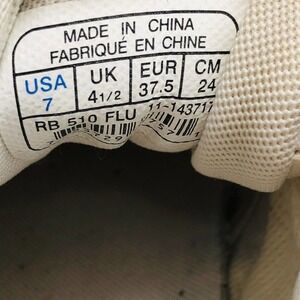 MADE IN CHINA
FABRIQUÉ EN CHINE
USA UK EUR CM
7 4 1/2 37.5 24
RB 510 FLU 11-143717